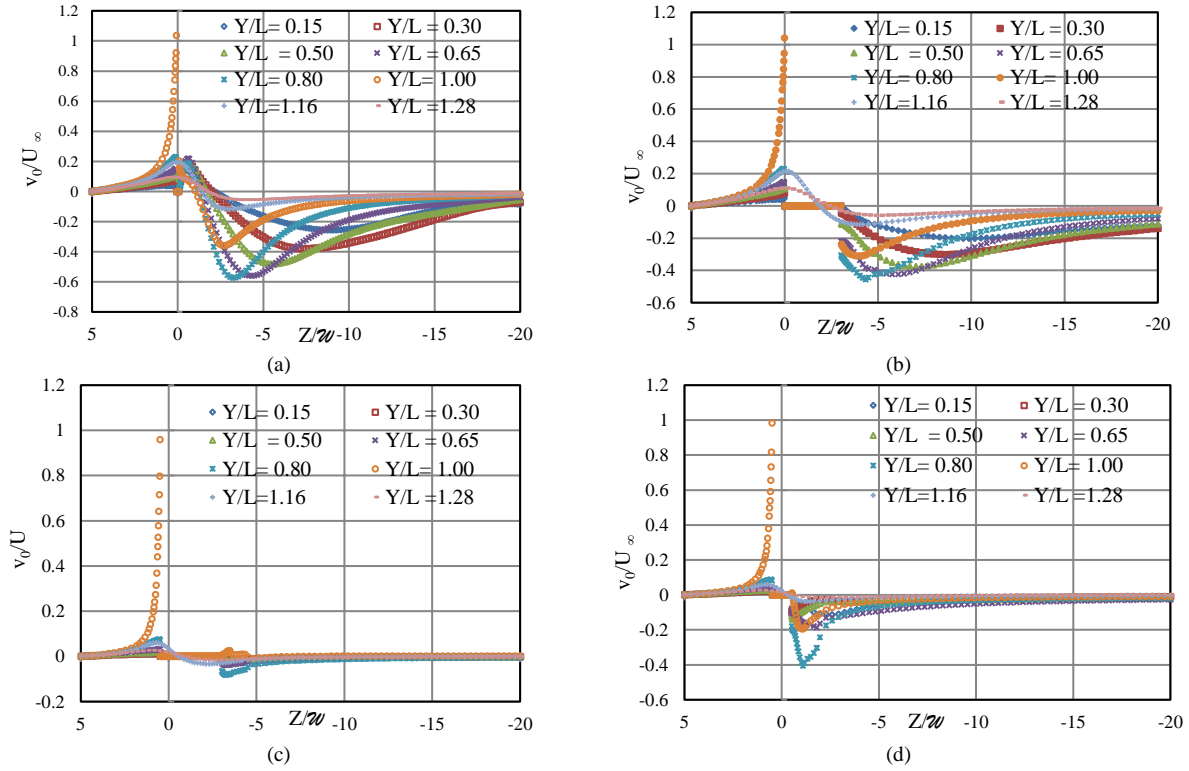 1.2
1
0.8
0.6
0.4
0.2
0
-0.2
-0.4
-0.6
-0.8
v0/U ∞
Y/L= 0.15 Y/L = 0.30
Y/L = 0.50 Y/L = 0.65
Y/L= 0.80 Y/L = 1.00
Y/L=1.16 Y/L =1.28
5 0 -5 -10 -15 -20
Z/w
(a)
1.2
1
0.8
0.6
0.4
0.2
0
-0.2
-0.4
-0.6
v0/U ∞
Y/L= 0.15 Y/L = 0.30
Y/L = 0.50 Y/L = 0.65
Y/L= 0.80 Y/L= 1.00
Y/L=1.16 Y/L =1.28
5 0 -5 -10 -15 -20
Z/w
(b)
1.2
1
0.8
0.6
0.4
0.2
0
-0.2
v0/U
Y/L= 0.15 Y/L = 0.30
Y/L = 0.50 Y/L = 0.65
Y/L= 0.80 Y/L = 1.00
Y/L=1.16 Y/L =1.28
5 0 -5 -10 -15 -20
Z/w
(c)
1.2
1
0.8
0.6
0.4
0.2
0
-0.2
-0.4
-0.6
v0/U ∞
Y/L= 0.15 Y/L = 0.30
Y/L = 0.50 Y/L = 0.65
Y/L= 0.80 Y/L= 1.00
Y/L=1.16 Y/L =1.28
5 0 -5 -10 -15 -20
Z/w
(d)